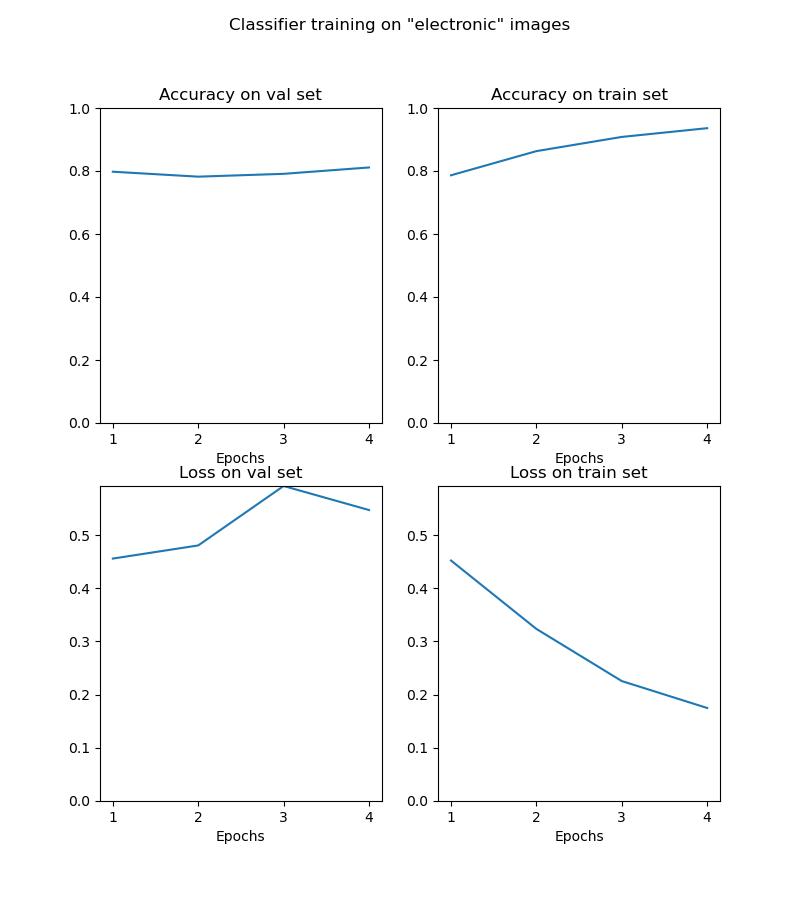 Classifier training on "electronic" images
Accuracy on val set
1.0
0.8
0.6
0.4
0.2
0.0
1 2 3 4
Epochs
Accuracy on train set
1.0
0.8
0.6
0.4
0.2
0.0
1 2 3 4
Epochs
Loss on val set
0.5
0.4
0.3
0.2
0.1
0.0
1 2 3 4
Epochs
Loss on train set
0.5
0.4
0.3
0.2
0.1
0.0
1 2 3 4
Epochs